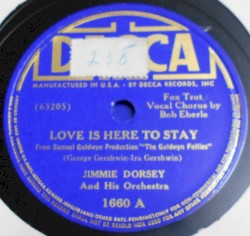 DECCA
238
MANUFACTURED IN U.S.A. BY DECCA RECORDS, INC.
Fox Trot
(63205)
Vocal Chorus by
Bob Eberle
LOVE IS HERE TO STAY
From Samuel Goldwyn Production "The Goldwyn Follies"
(George Gershwin-Ira Gershwin)
JIMMIE DORSEY
And His Orchestra
1660 A